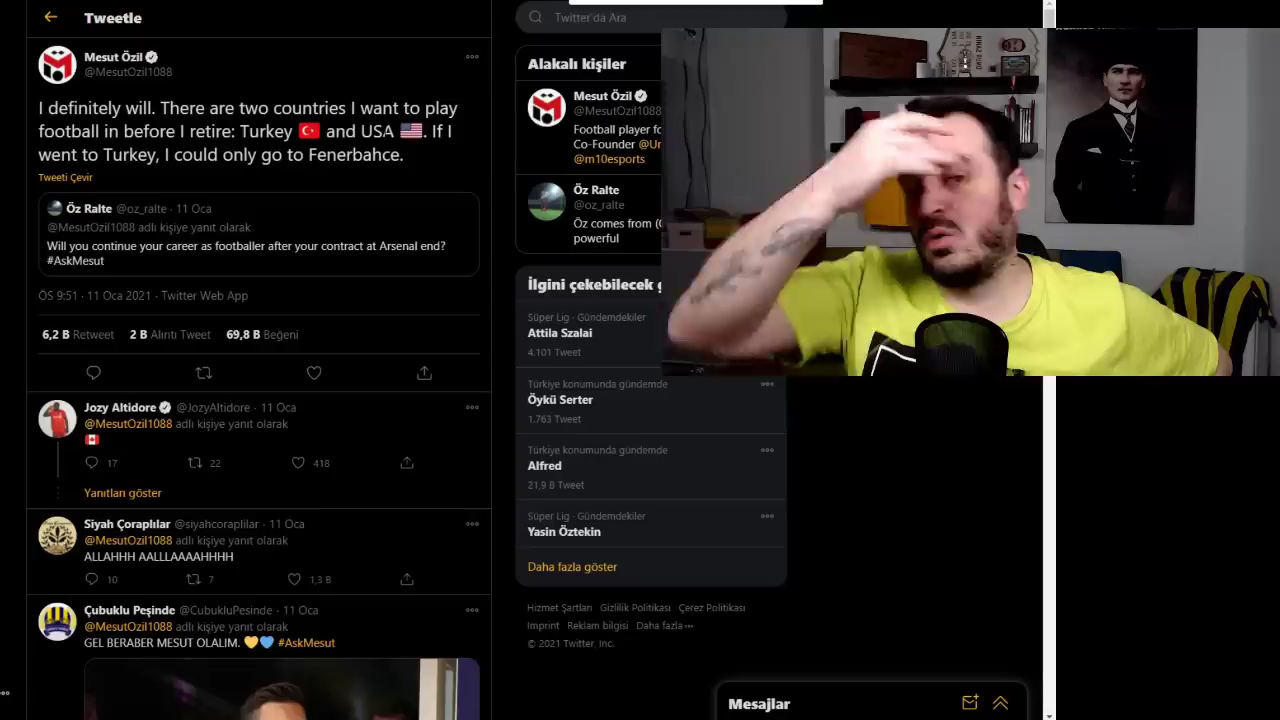 Tweetle
Twitter'da Ara
Mesut Özil
@MesutOzil1088
I definitely will. There are two countries I want to play
football in before I retire: Turkey 🇹🇷 and USA 🇺🇸. If I
went to Turkey, I could only go to Fenerbahce.
Tweeti Çevir
Öz Ralte @oz_ralte · 11 Oca
@MesutOzil1088 adlı kişiye yanıt olarak
Will you continue your career as footballer after your contract at Arsenal end?
#AskMesut
ÖS 9:51 · 11 Oca 2021 · Twitter Web App
6,2 B Retweet 2 B Alıntı Tweet 69,8 B Beğeni
Jozy Altidore @JozyAltidore · 11 Oca
@MesutOzil1088 adlı kişiye yanıt olarak
🇨🇦
17 22 418
Yanıtları göster
Siyah Çoraplılar @siyahcoraplilar · 11 Oca
@MesutOzil1088 adlı kişiye yanıt olarak
ALLAHHH AALLLAAAAHHHH
10 7 1,3 B
Çubuklu Peşinde @CubukluPesinde · 11 Oca
@MesutOzil1088 adlı kişiye yanıt olarak
GEL BERABER MESUT OLALIM. 💛💙 #AskMesut
Alakalı kişiler
Mesut Özil
@MesutOzil1088
Football player fo
Co-Founder @Un
@m10esports
Öz Ralte
@oz_ralte
Öz comes from (
powerful
İlgini çekebilecek g
Süper Lig · Gündemdekiler
Attila Szalai
4.101 Tweet
Türkiye konumunda gündemde
Öykü Serter
1.763 Tweet
Türkiye konumunda gündemde
Alfred
21,9 B Tweet
Süper Lig · Gündemdekiler
Yasin Öztekin
Daha fazla göster
Hizmet Şartları Gizlilik Politikası Çerez Politikası
Imprint Reklam bilgisi Daha fazla
© 2021 Twitter, Inc.
Mesajlar